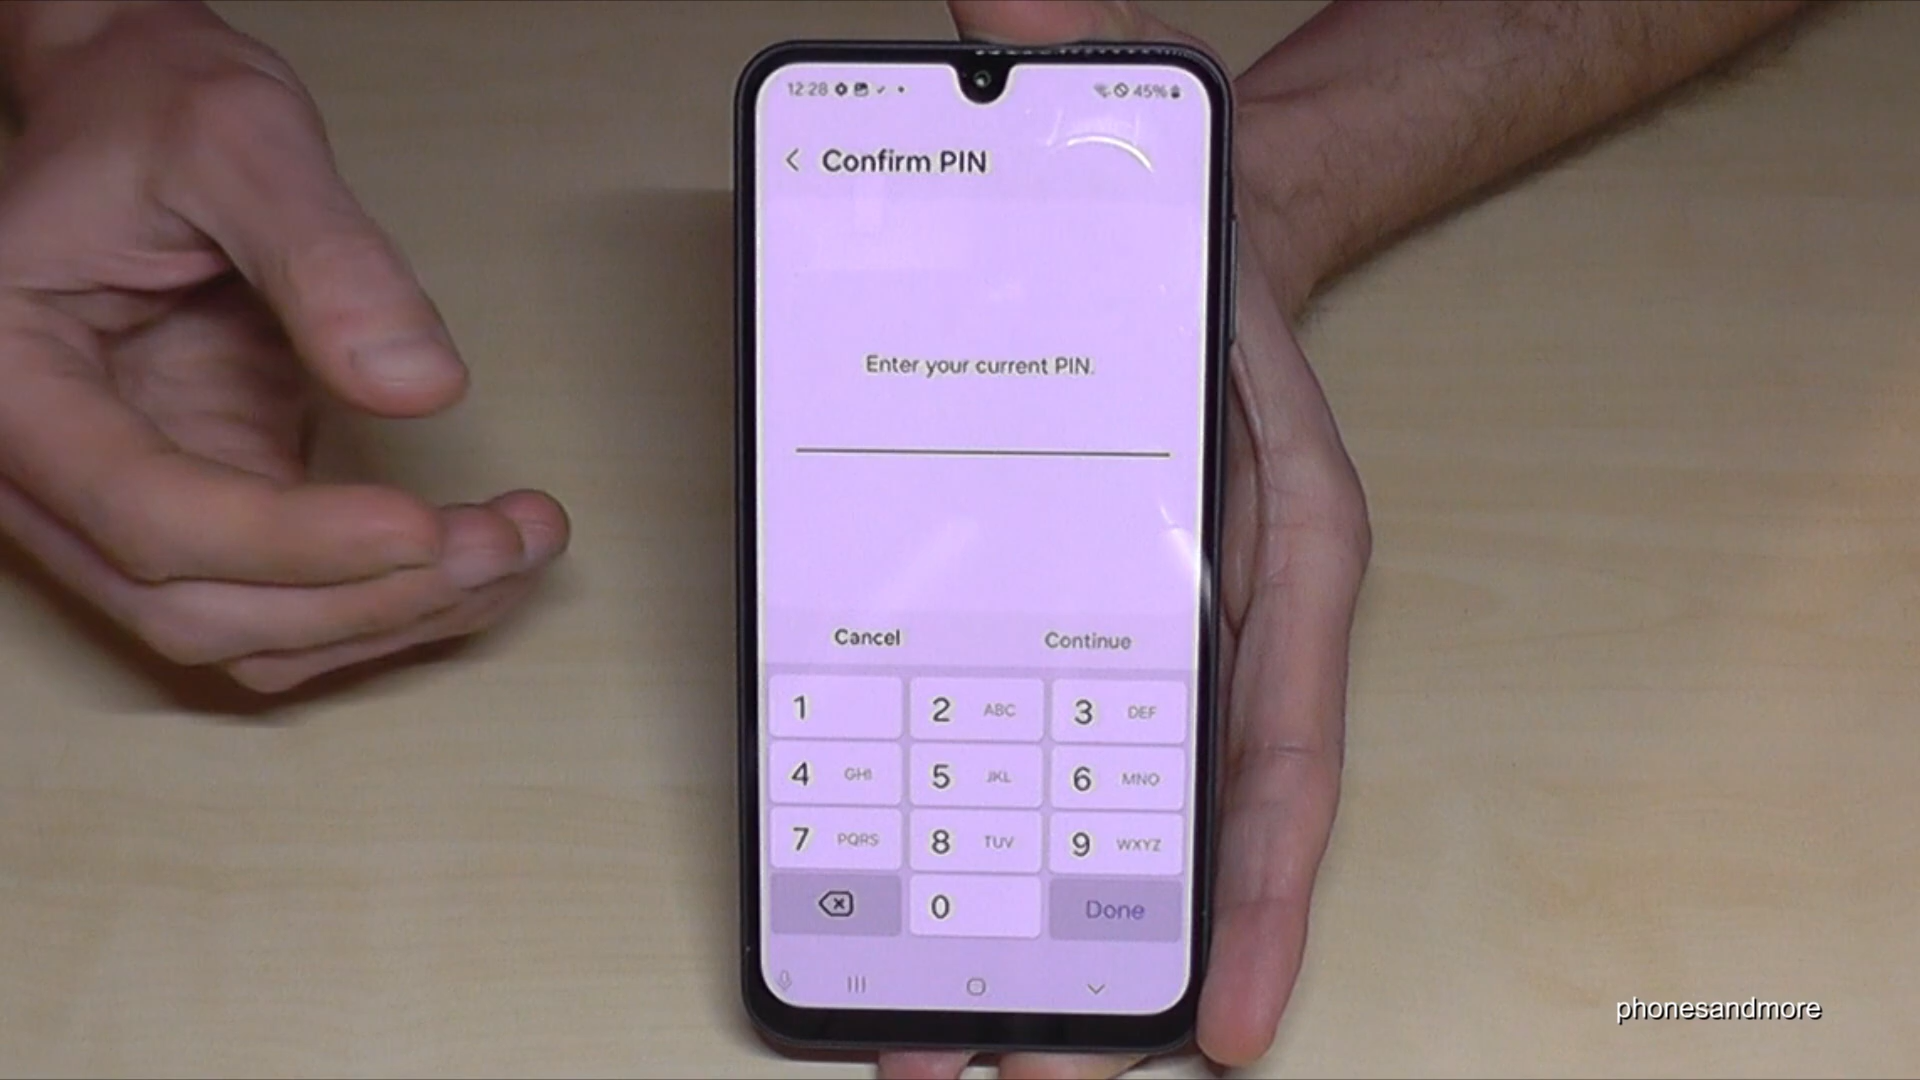 12:28 45%
Confirm PIN
Enter your current PIN.
Cancel Continue
1 2 ABC 3 DEF
4 GHI 5 JKL 6 MNO
7 PQRS 8 TUV 9 WXYZ
0 Done
phonesandmore